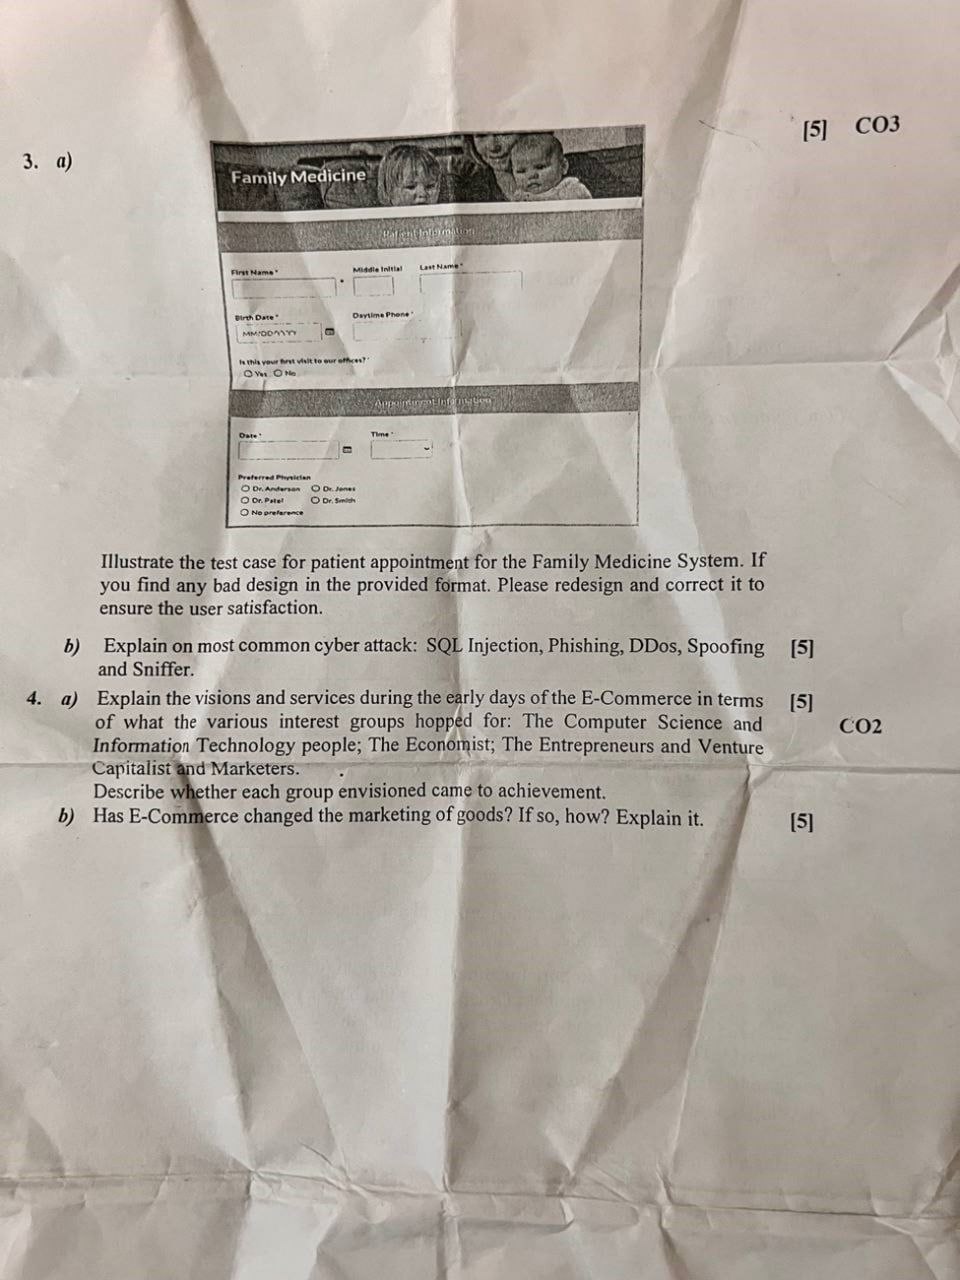 [5] CO3
3. a)
Family Medicine
Patient Information
First Name * Middle Initial Last Name *
Birth Date * Daytime Phone *
MM/DD/YYYY
Is this your first visit to our offices? *
Yes No
Appointment Information
Date * Time *
Preferred Physician
Dr. Anderson Dr. Jones
Dr. Patel Dr. Smith
No preference
Illustrate the test case for patient appointment for the Family Medicine System. If
you find any bad design in the provided format. Please redesign and correct it to
ensure the user satisfaction.
b) Explain on most common cyber attack: SQL Injection, Phishing, DDos, Spoofing [5]
and Sniffer.
4. a) Explain the visions and services during the early days of the E-Commerce in terms [5]
of what the various interest groups hopped for: The Computer Science and CO2
Information Technology people; The Economist; The Entrepreneurs and Venture
Capitalist and Marketers.
Describe whether each group envisioned came to achievement.
b) Has E-Commerce changed the marketing of goods? If so, how? Explain it. [5]